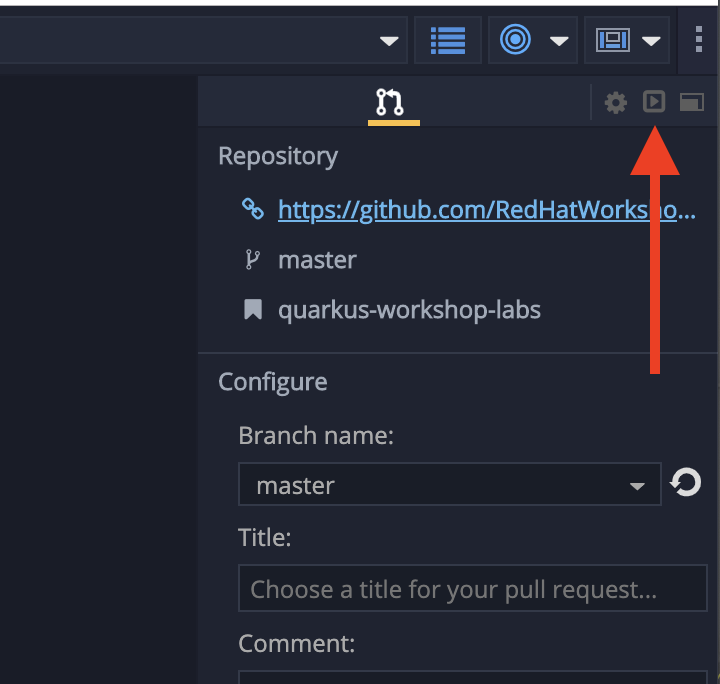 Repository
https://github.com/RedHatWorksho...
master
quarkus-workshop-labs
Configure
Branch name:
master
Title:
Choose a title for your pull request...
Comment: